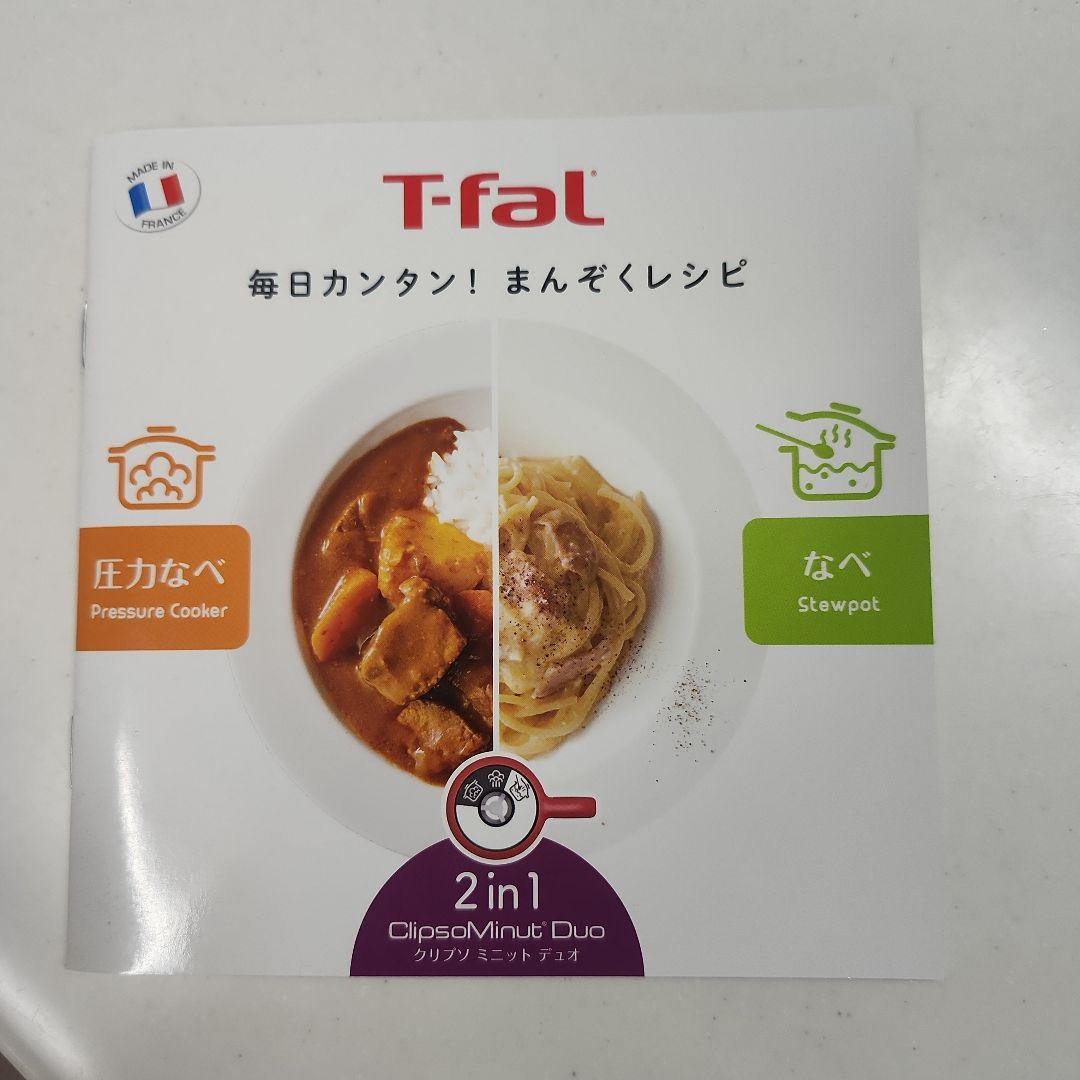 MADE IN
FRANCE
T-fal®
毎日カンタン！ まんぞくレシピ
圧力なべ
Pressure Cooker
なべ
Stewpot
2in1
ClipsoMinut® Duo
クリプソ ミニット デュオ